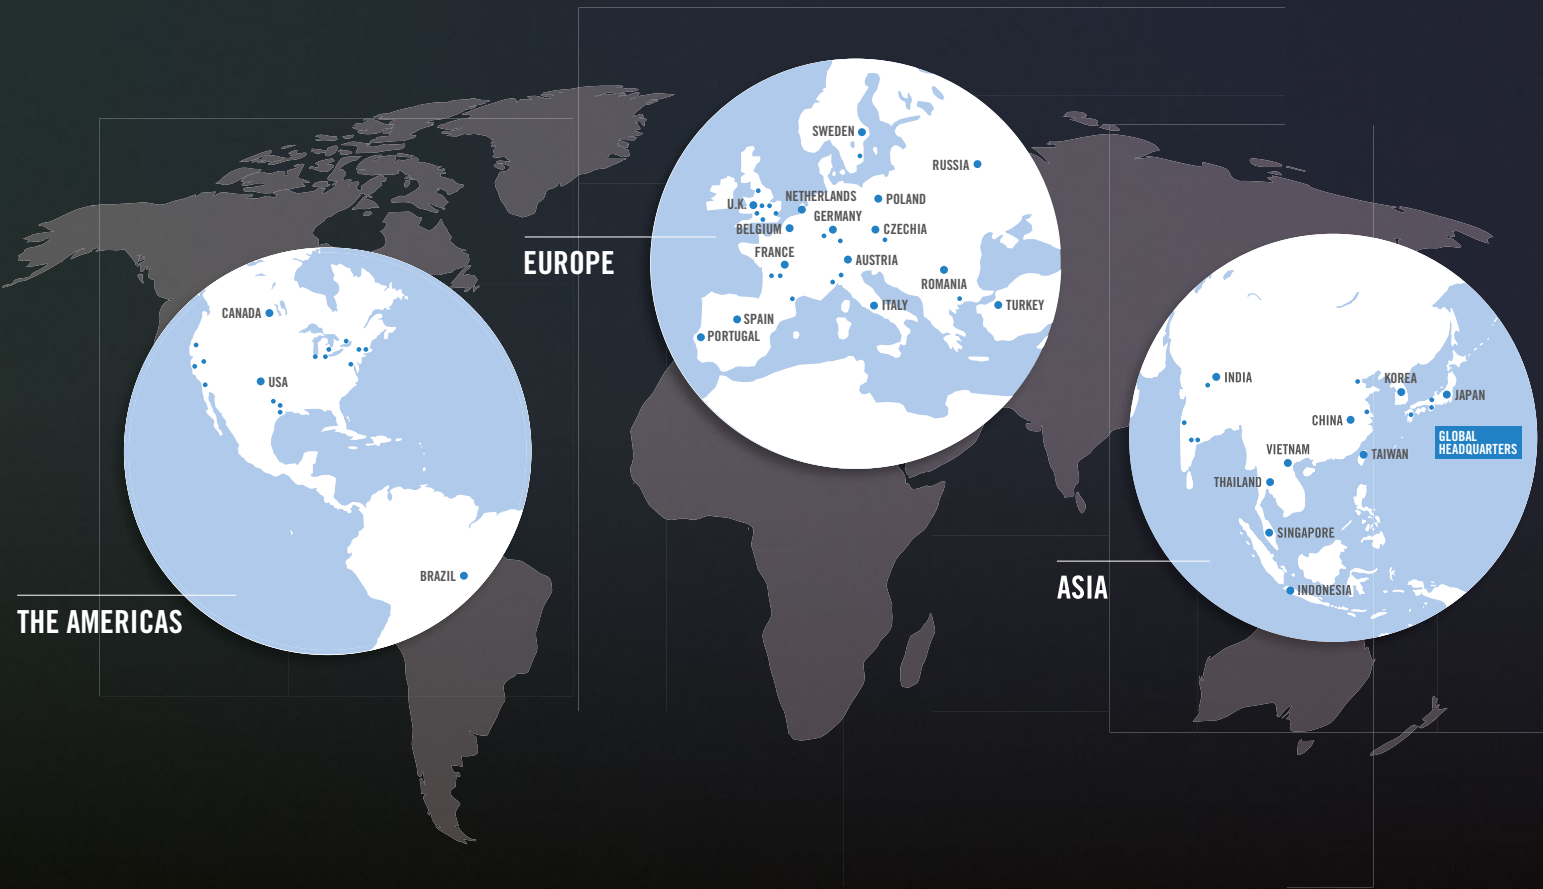 THE AMERICAS
CANADA
USA
BRAZIL
EUROPE
SWEDEN
RUSSIA
NETHERLANDS
POLAND
U.K.
GERMANY
BELGIUM
CZECHIA
FRANCE
AUSTRIA
ROMANIA
ITALY
TURKEY
SPAIN
PORTUGAL
ASIA
INDIA
KOREA
JAPAN
CHINA
GLOBAL
HEADQUARTERS
VIETNAM
TAIWAN
THAILAND
SINGAPORE
INDONESIA